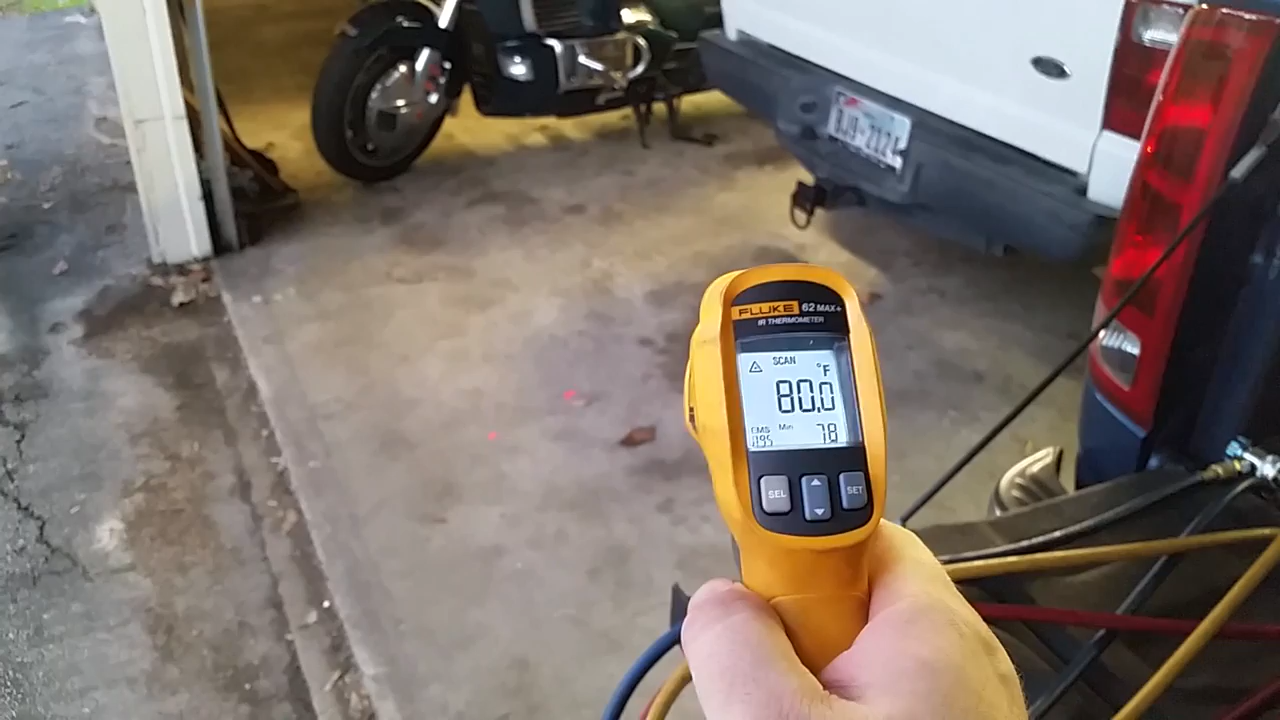 FLUKE 62 MAX+
IR THERMOMETER
SCAN
°F
80.0
Min
78
SEL
SET